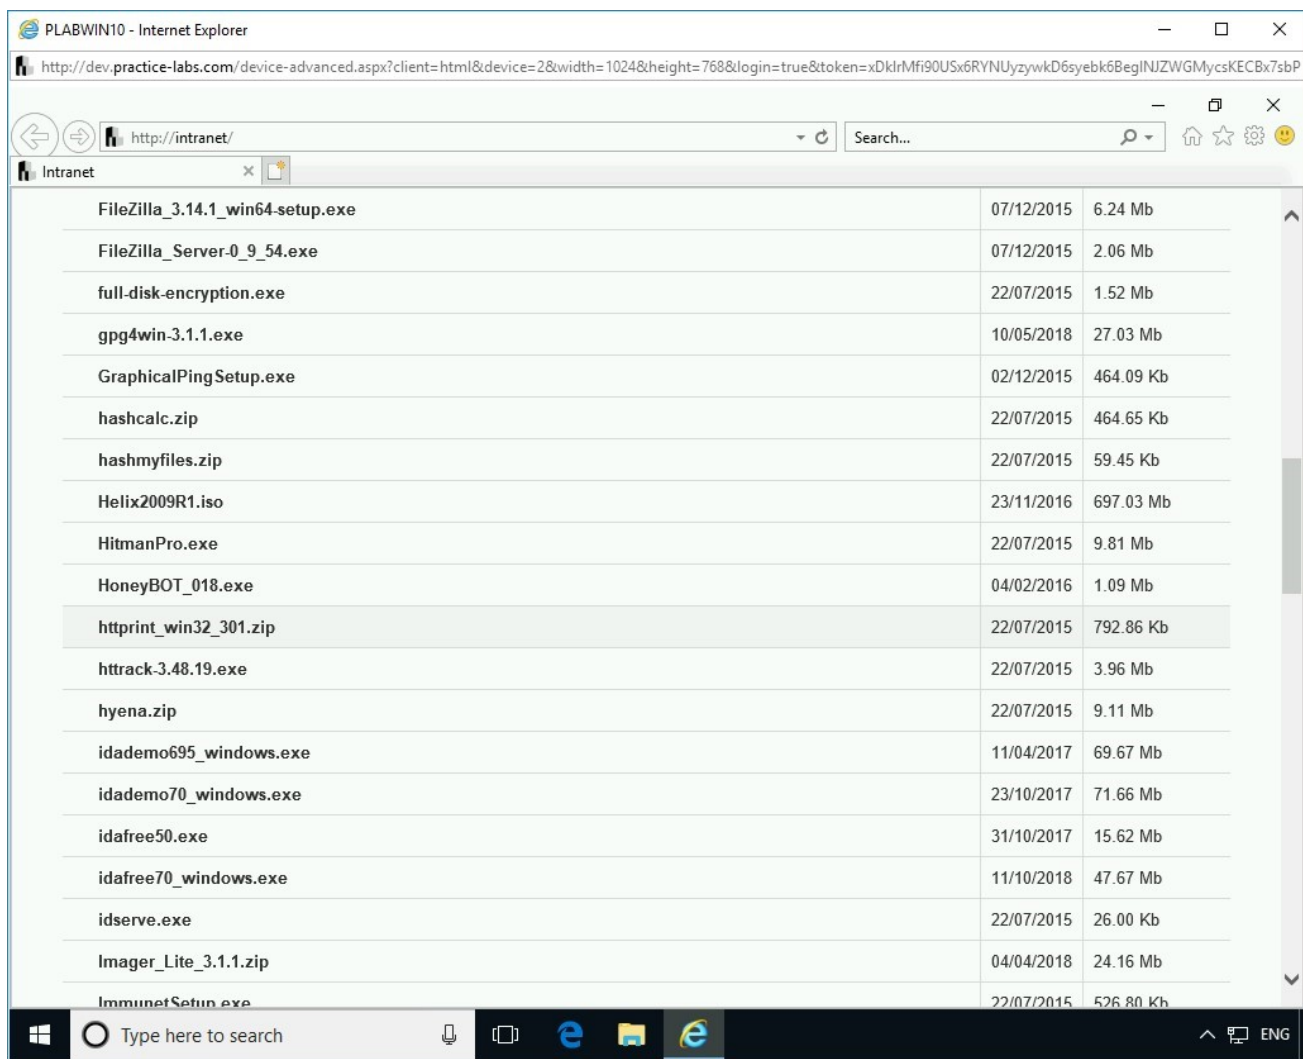 PLABWIN10 - Internet Explorer
http://dev.practice-labs.com/device-advanced.aspx?client=html&device=2&width=1024&height=768&login=true&token=xDkIrMfi90USx6RYNUyzywkD6syebk6BegINJZWGMycsKECBx7sbP
http://intranet/ Search...
Intranet
FileZilla_3.14.1_win64-setup.exe 07/12/2015 6.24 Mb
FileZilla_Server-0_9_54.exe 07/12/2015 2.06 Mb
full-disk-encryption.exe 22/07/2015 1.52 Mb
gpg4win-3.1.1.exe 10/05/2018 27.03 Mb
GraphicalPingSetup.exe 02/12/2015 464.09 Kb
hashcalc.zip 22/07/2015 464.65 Kb
hashmyfiles.zip 22/07/2015 59.45 Kb
Helix2009R1.iso 23/11/2016 697.03 Mb
HitmanPro.exe 22/07/2015 9.81 Mb
HoneyBOT_018.exe 04/02/2016 1.09 Mb
httprint_win32_301.zip 22/07/2015 792.86 Kb
httrack-3.48.19.exe 22/07/2015 3.96 Mb
hyena.zip 22/07/2015 9.11 Mb
idademo695_windows.exe 11/04/2017 69.67 Mb
idademo70_windows.exe 23/10/2017 71.66 Mb
idafree50.exe 31/10/2017 15.62 Mb
idafree70_windows.exe 11/10/2018 47.67 Mb
idserve.exe 22/07/2015 26.00 Kb
Imager_Lite_3.1.1.zip 04/04/2018 24.16 Mb
ImmunetSetup.exe 22/07/2015 526.80 Kb
Type here to search ENG